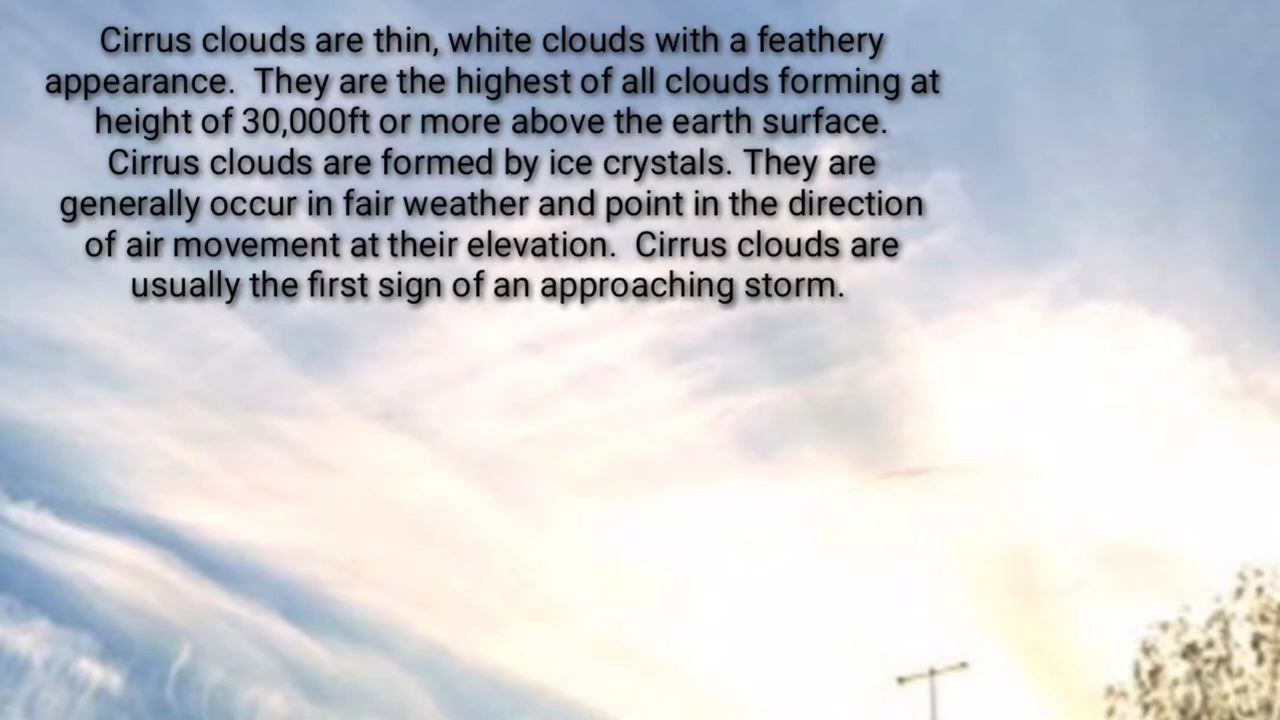 Cirrus clouds are thin, white clouds with a feathery
appearance.  They are the highest of all clouds forming at
height of 30,000ft or more above the earth surface.
Cirrus clouds are formed by ice crystals. They are
generally occur in fair weather and point in the direction
of air movement at their elevation.  Cirrus clouds are
usually the first sign of an approaching storm.